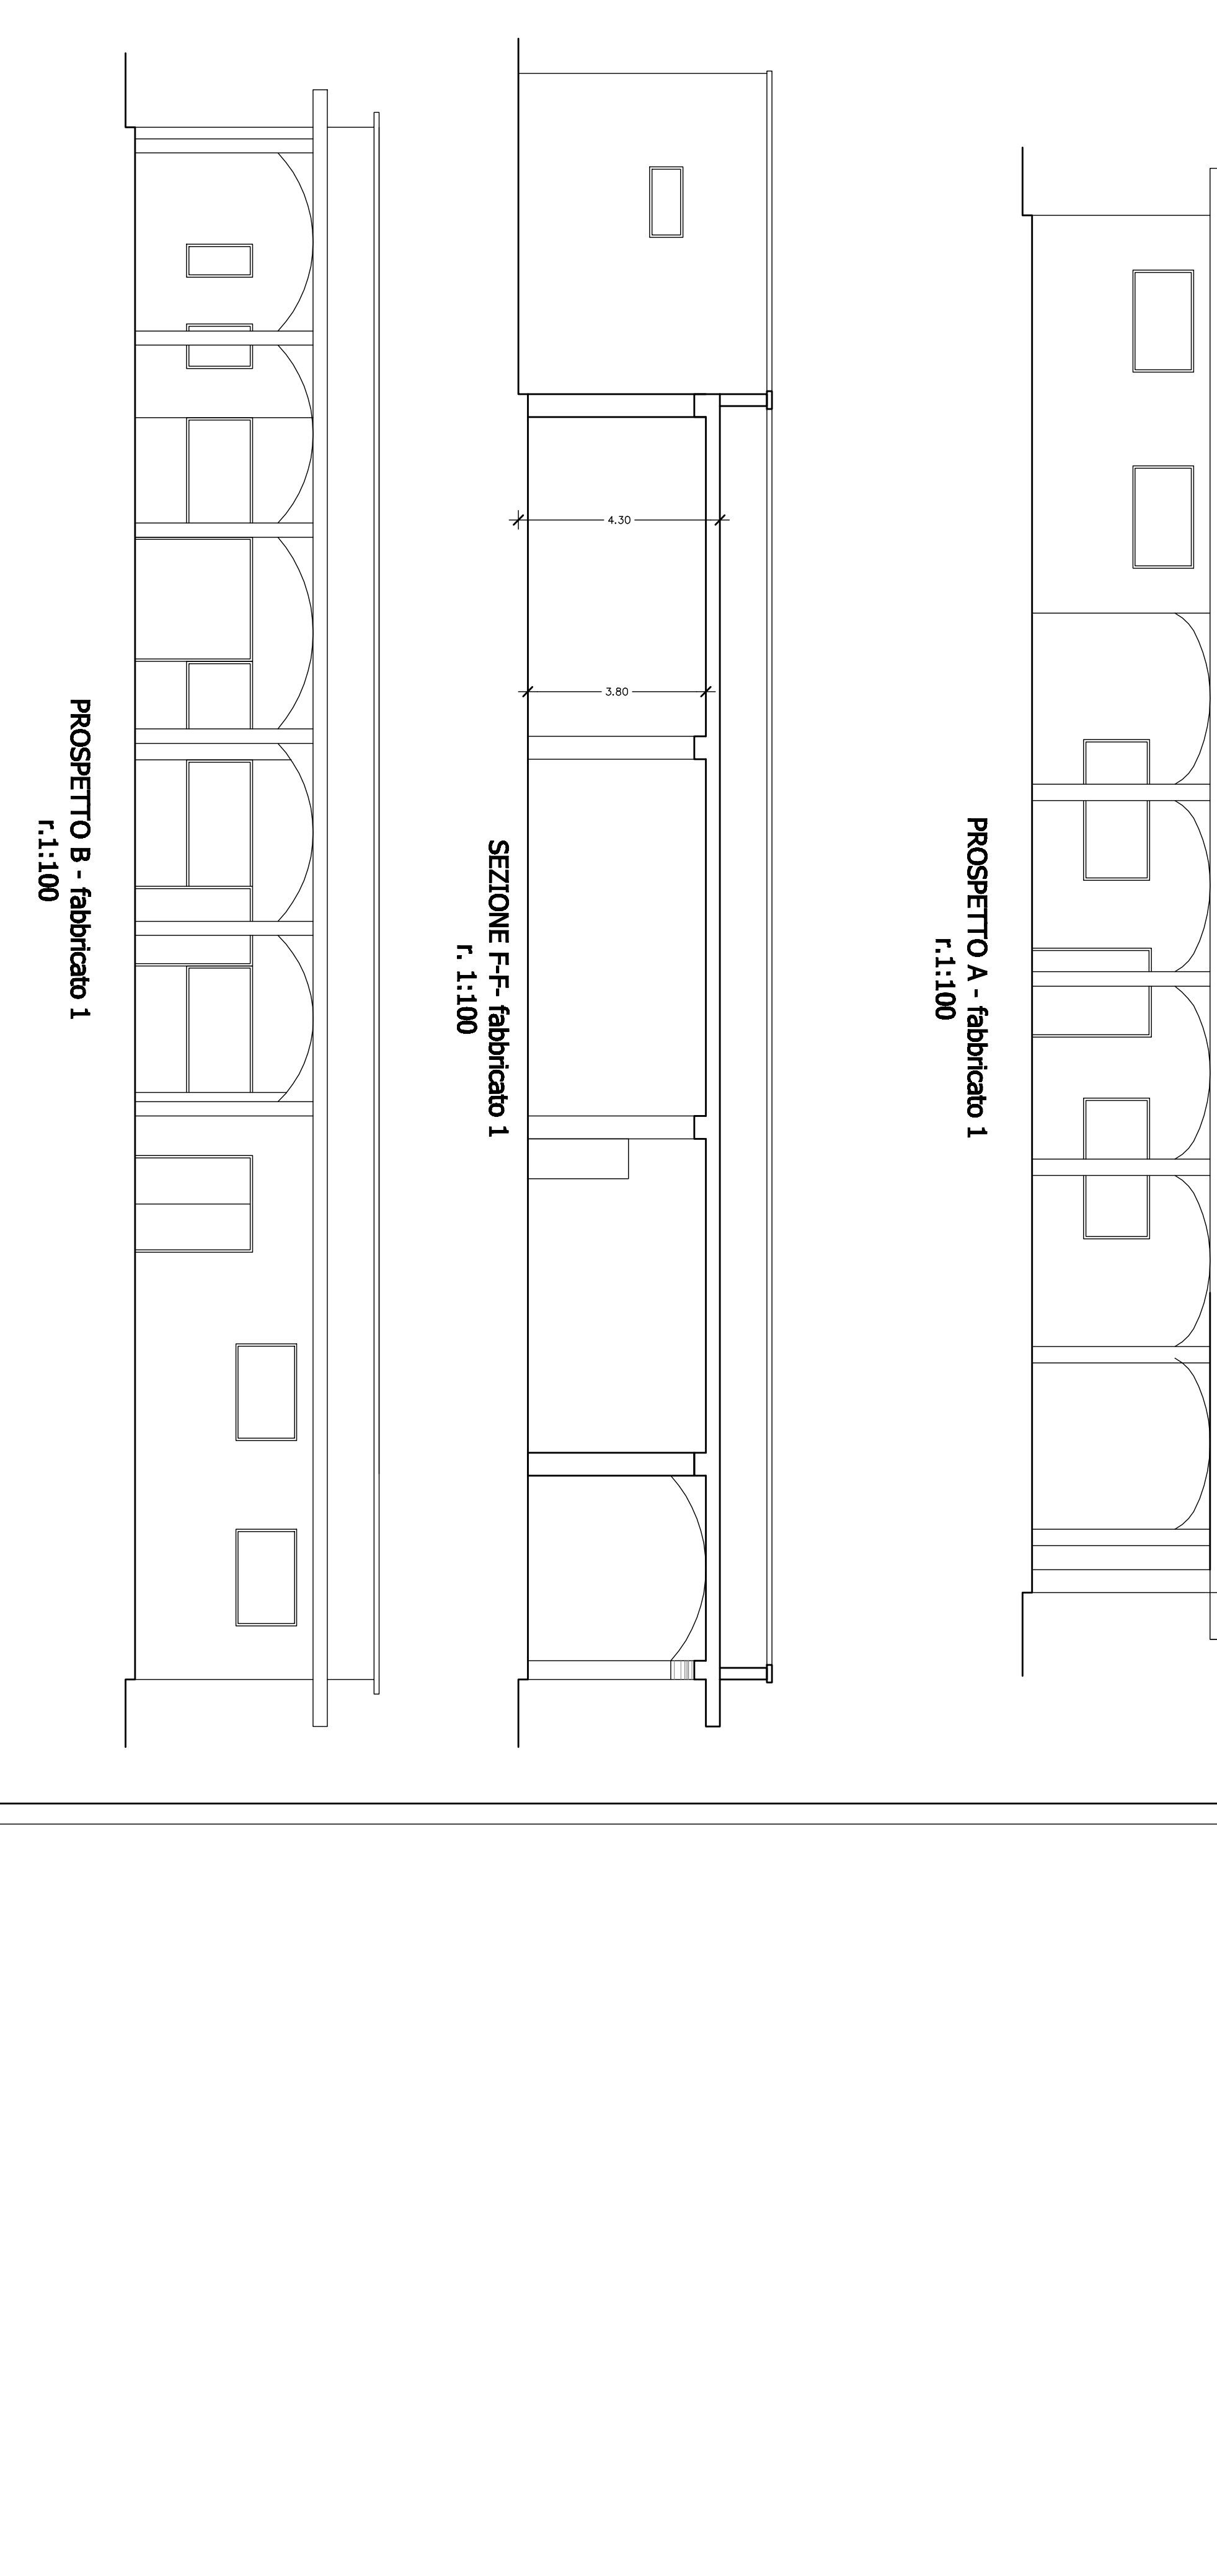 PROSPETTO A - fabbricato 1
r.1:100
4.30
3.80
SEZIONE F-F- fabbricato 1
r. 1:100
PROSPETTO B - fabbricato 1
r.1:100